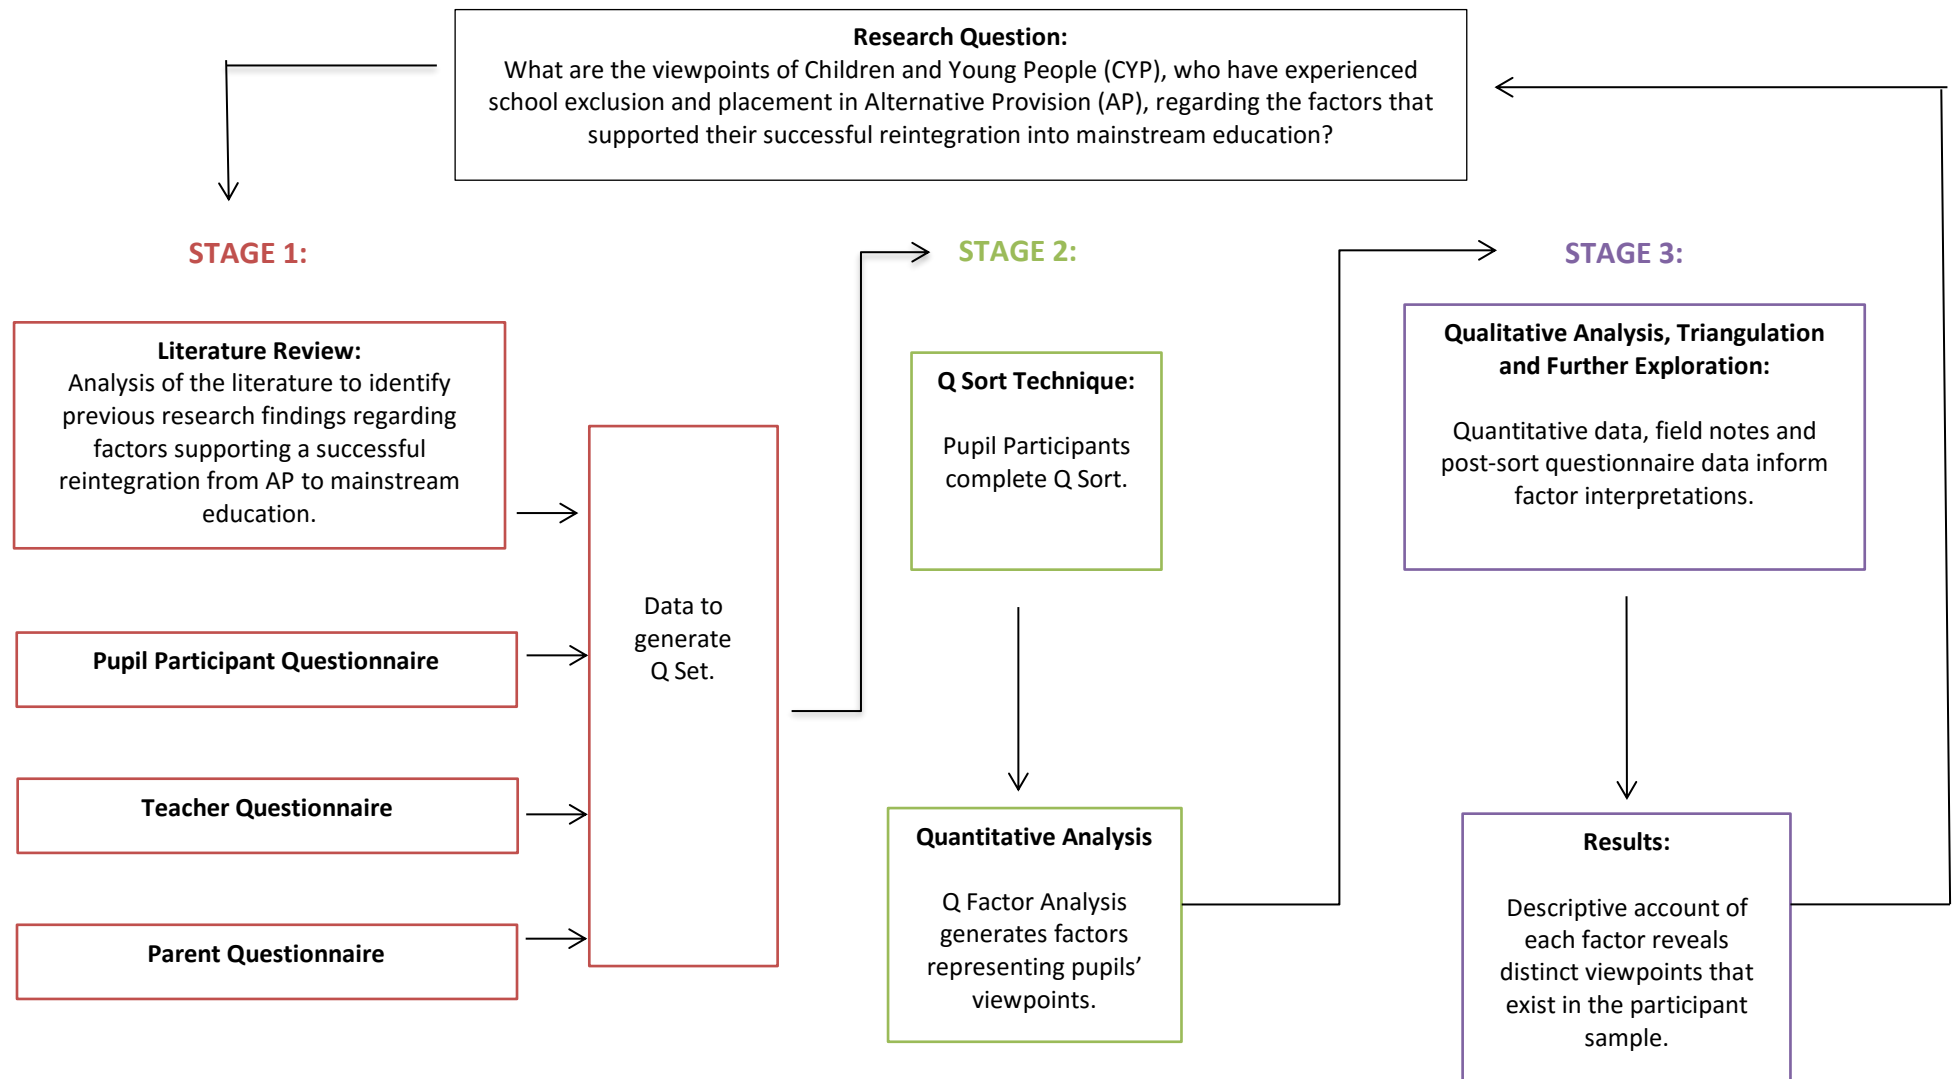 Research Question:
What are the viewpoints of Children and Young People (CYP), who have experienced
school exclusion and placement in Alternative Provision (AP), regarding the factors that
supported their successful reintegration into mainstream education?
STAGE 1:
Literature Review:
Analysis of the literature to identify
previous research findings regarding
factors supporting a successful
reintegration from AP to mainstream
education.
Pupil Participant Questionnaire
Teacher Questionnaire
Parent Questionnaire
Data to
generate
Q Set.
STAGE 2:
Q Sort Technique:
Pupil Participants
complete Q Sort.
Quantitative Analysis
Q Factor Analysis
generates factors
representing pupils’
viewpoints.
STAGE 3:
Qualitative Analysis, Triangulation
and Further Exploration:
Quantitative data, field notes and
post-sort questionnaire data inform
factor interpretations.
Results:
Descriptive account of
each factor reveals
distinct viewpoints that
exist in the participant
sample.